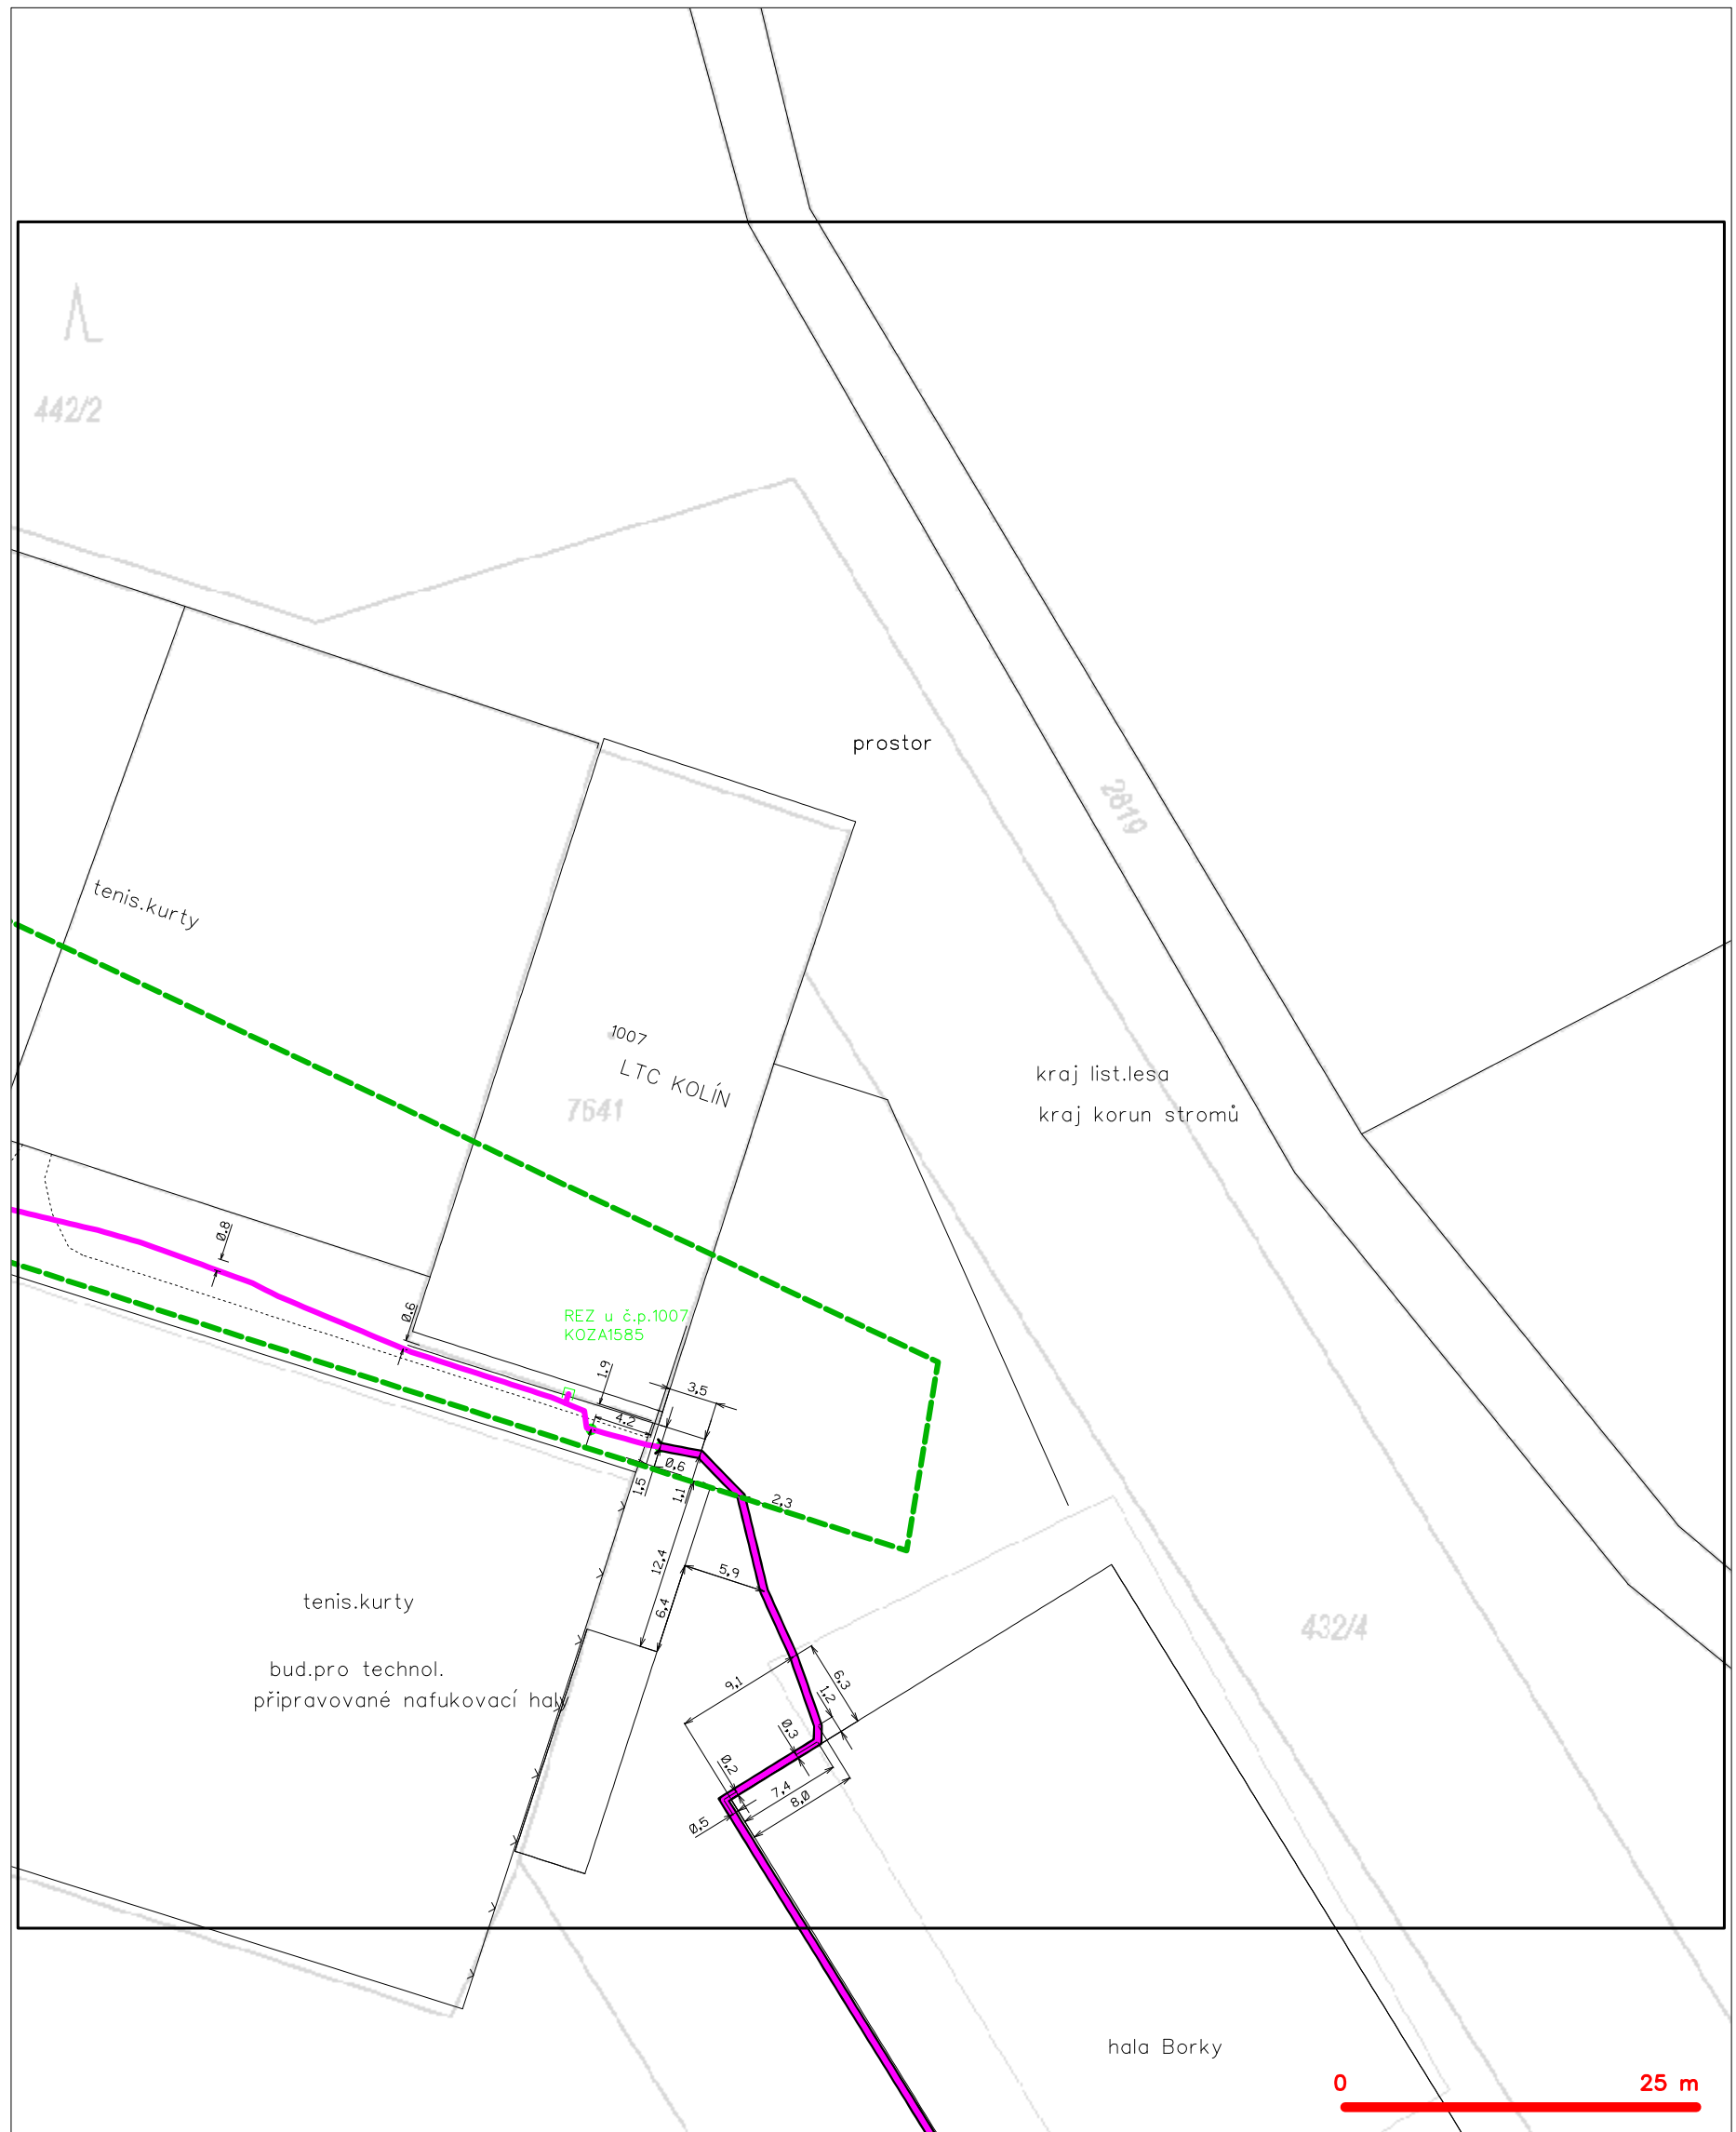 442/2
prostor
2819
tenis.kurty
1007
LTC KOLÍN
7641
kraj list.lesa
kraj korun stromů
0,8
0,6
REZ u č.p.1007
KOZA1585
1,9
3,5
4,2
0,6
1,5
1,1
2,3
12,4
5,9
6,4
tenis.kurty
432/4
bud.pro technol.
připravované nafukovací haly
9,1
6,3
1,2
0,3
0,2
7,4
8,0
0,5
hala Borky
0 25 m